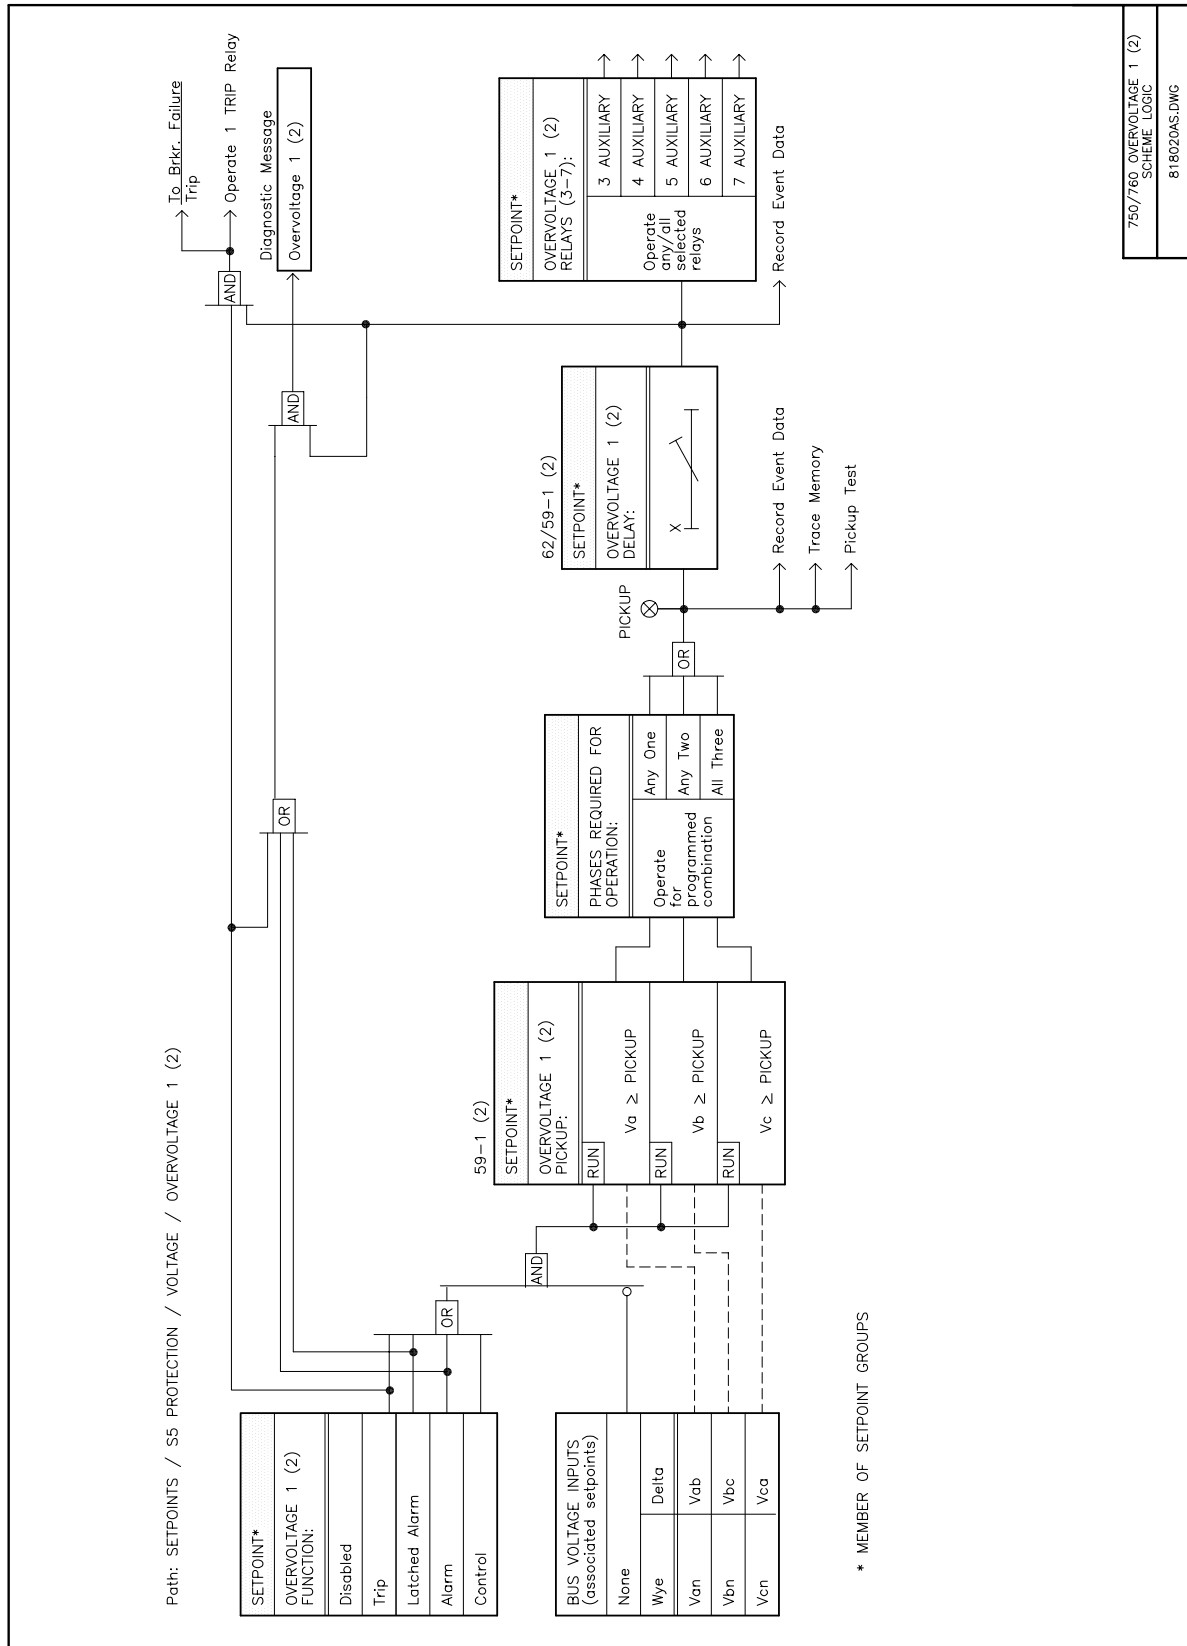 Path: SETPOINTS / S5 PROTECTION / VOLTAGE / OVERVOLTAGE 1 (2)
SETPOINT*
OVERVOLTAGE 1 (2)
FUNCTION:
Disabled
Trip
Latched Alarm
Alarm
Control
BUS VOLTAGE INPUTS
(associated setpoints)
None
Wye
Delta
Van
Vab
Vbn
Vbc
Vcn
Vca
* MEMBER OF SETPOINT GROUPS
OR
AND
59-1 (2)
SETPOINT*
OVERVOLTAGE 1 (2)
PICKUP:
RUN
Va ≥ PICKUP
RUN
Vb ≥ PICKUP
RUN
Vc ≥ PICKUP
SETPOINT*
PHASES REQUIRED FOR
OPERATION:
Operate
for
programmed
combination
Any One
Any Two
All Three
OR
OR
PICKUP
62/59-1 (2)
SETPOINT*
OVERVOLTAGE 1 (2)
DELAY:
X
Record Event Data
Trace Memory
Pickup Test
AND
AND
To Brkr. Failure
Trip
Operate 1 TRIP Relay
Diagnostic Message
Overvoltage 1 (2)
SETPOINT*
OVERVOLTAGE 1 (2)
RELAYS (3-7):
Operate
any/all
selected
relays
3 AUXILIARY
4 AUXILIARY
5 AUXILIARY
6 AUXILIARY
7 AUXILIARY
Record Event Data
750/760 OVERVOLTAGE 1 (2)
SCHEME LOGIC
818020AS.DWG